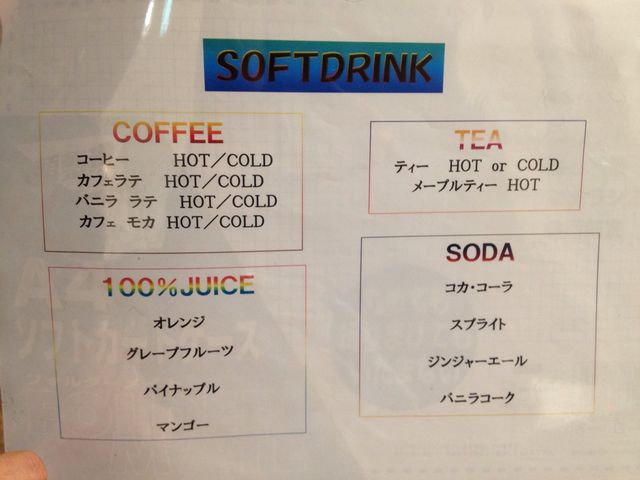 SOFTDRINK
COFFEE
コーヒー HOT/COLD
カフェラテ HOT/COLD
バニラ ラテ HOT/COLD
カフェ モカ HOT/COLD
TEA
ティー HOT or COLD
メープルティー HOT
100%JUICE
オレンジ
グレープフルーツ
パイナップル
マンゴー
SODA
コカ・コーラ
スプライト
ジンジャーエール
バニラコーク